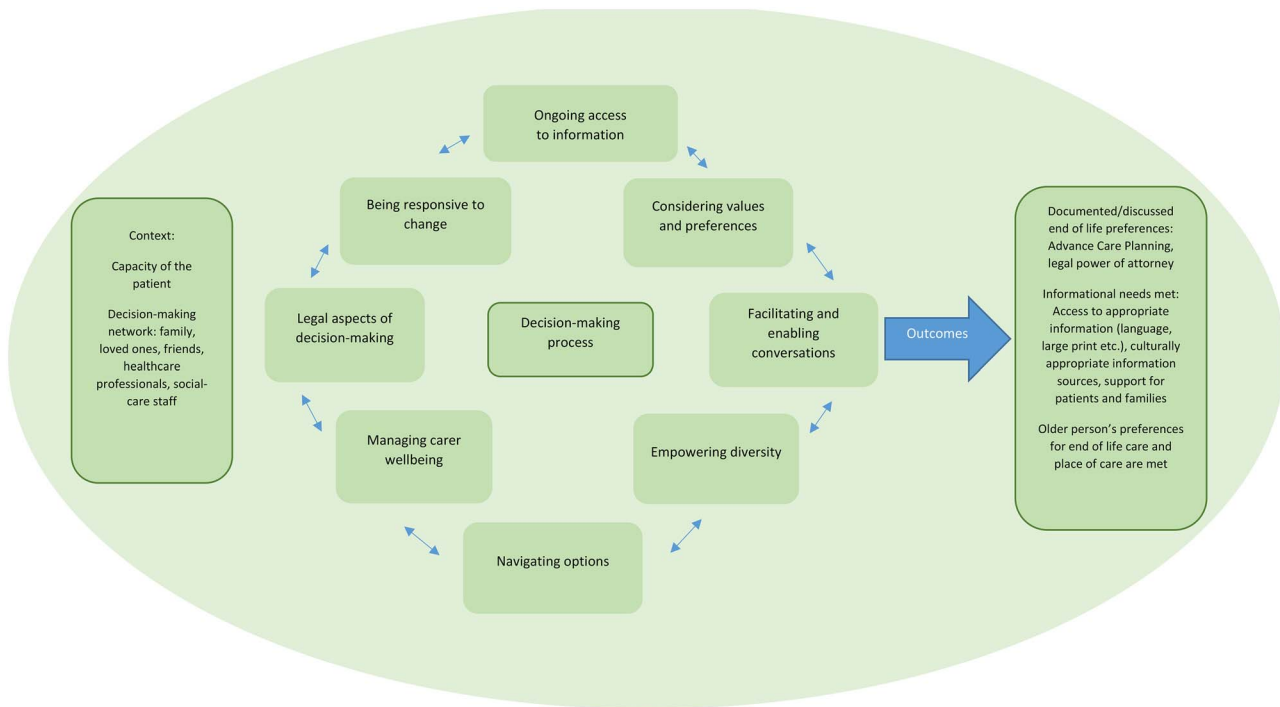 Context:
Capacity of the
patient
Decision-making
network: family,
loved ones, friends,
healthcare
professionals, social-
care staff
Ongoing access
to information
Being responsive to
change
Considering values
and preferences
Legal aspects of
decision-making
Decision-making
process
Facilitating and
enabling
conversations
Managing carer
wellbeing
Empowering diversity
Navigating options
Outcomes
Documented/discussed
end of life preferences:
Advance Care Planning,
legal power of attorney
Informational needs met:
Access to appropriate
information (language,
large print etc.), culturally
appropriate information
sources, support for
patients and families
Older person’s preferences
for end of life care and
place of care are met